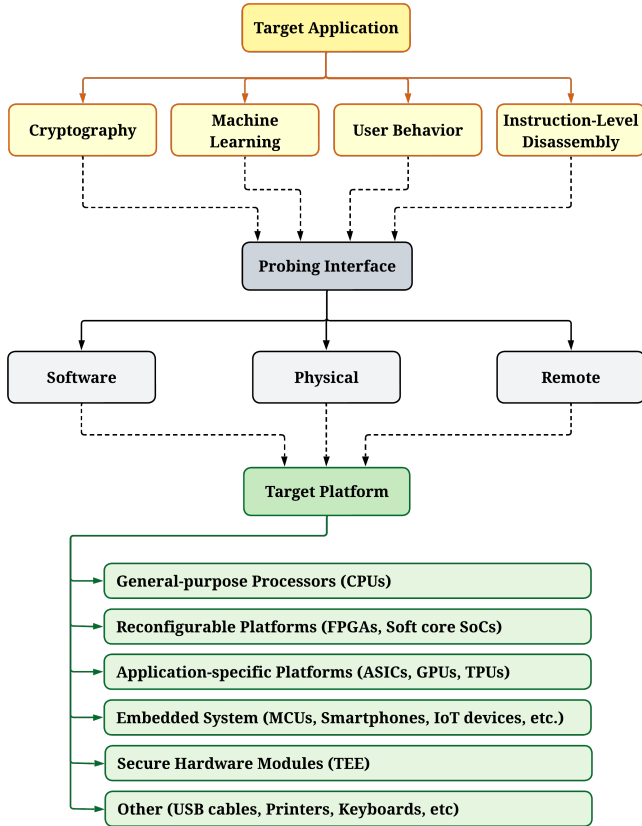 Target Application
Cryptography
Machine
Learning
User Behavior
Instruction-Level
Disassembly
Probing Interface
Software
Physical
Remote
Target Platform
General-purpose Processors (CPUs)
Reconfigurable Platforms (FPGAs, Soft core SoCs)
Application-specific Platforms (ASICs, GPUs, TPUs)
Embedded System (MCUs, Smartphones, IoT devices, etc.)
Secure Hardware Modules (TEE)
Other (USB cables, Printers, Keyboards, etc)